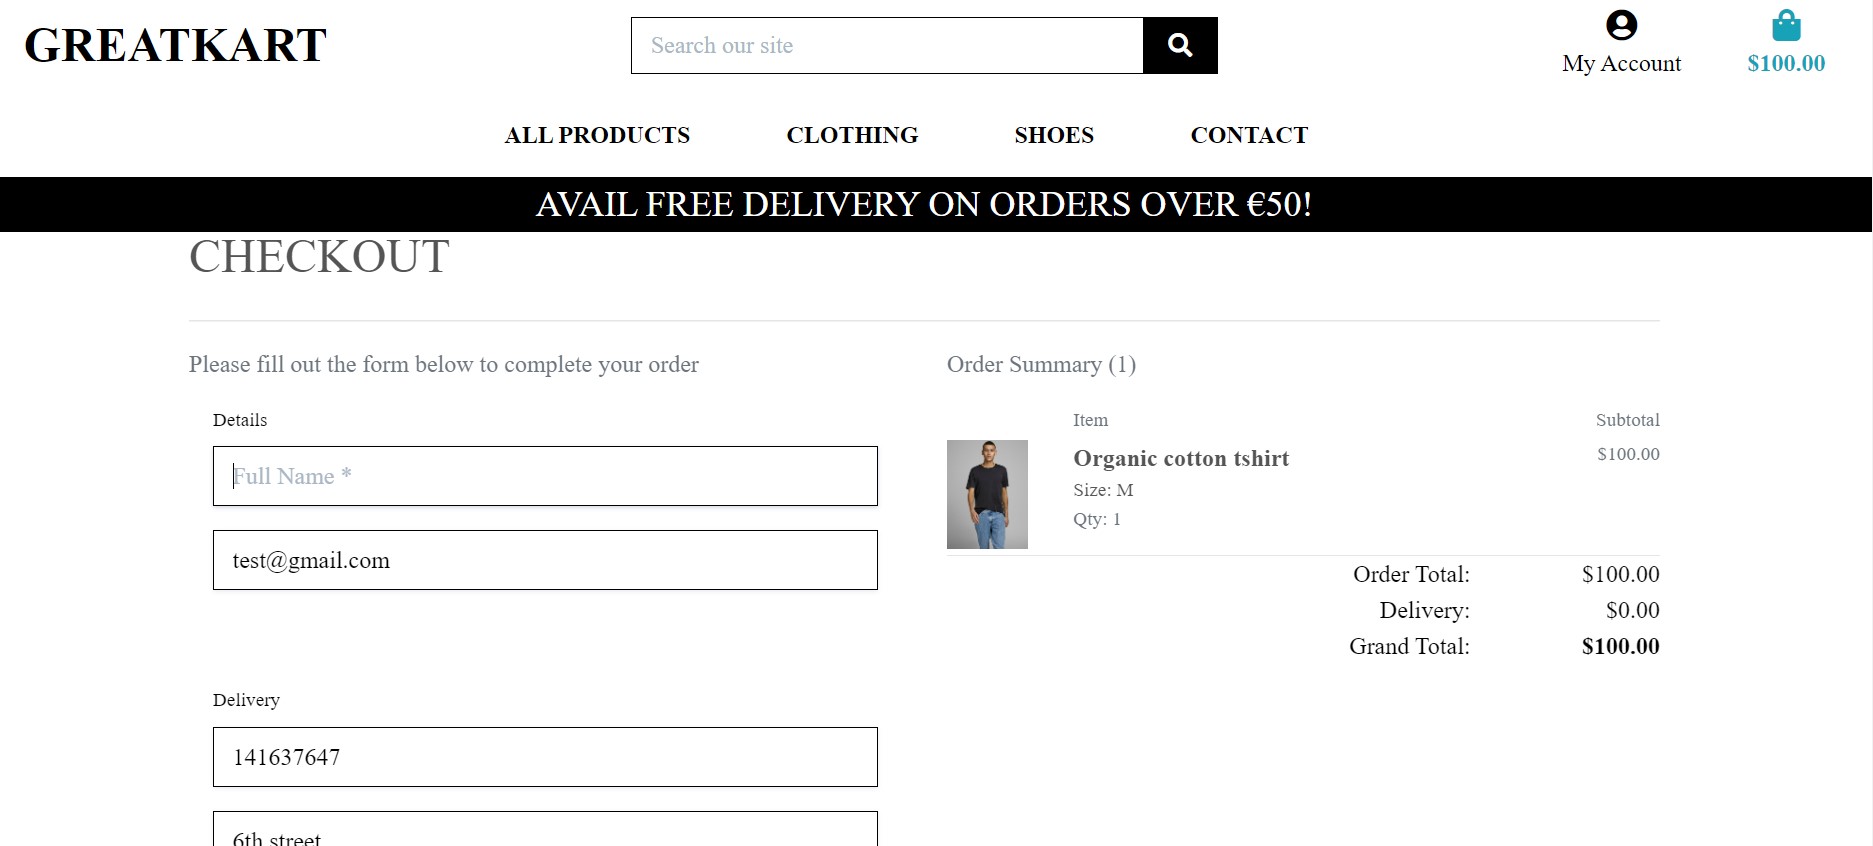 GREATKART
Search our site
My Account
$100.00
ALL PRODUCTS
CLOTHING
SHOES
CONTACT
AVAIL FREE DELIVERY ON ORDERS OVER €50!
CHECKOUT
Please fill out the form below to complete your order
Details
Full Name *
test@gmail.com
Delivery
141637647
6th street
Order Summary (1)
Item
Subtotal
Organic cotton tshirt
$100.00
Size: M
Qty: 1
Order Total: $100.00
Delivery: $0.00
Grand Total: $100.00